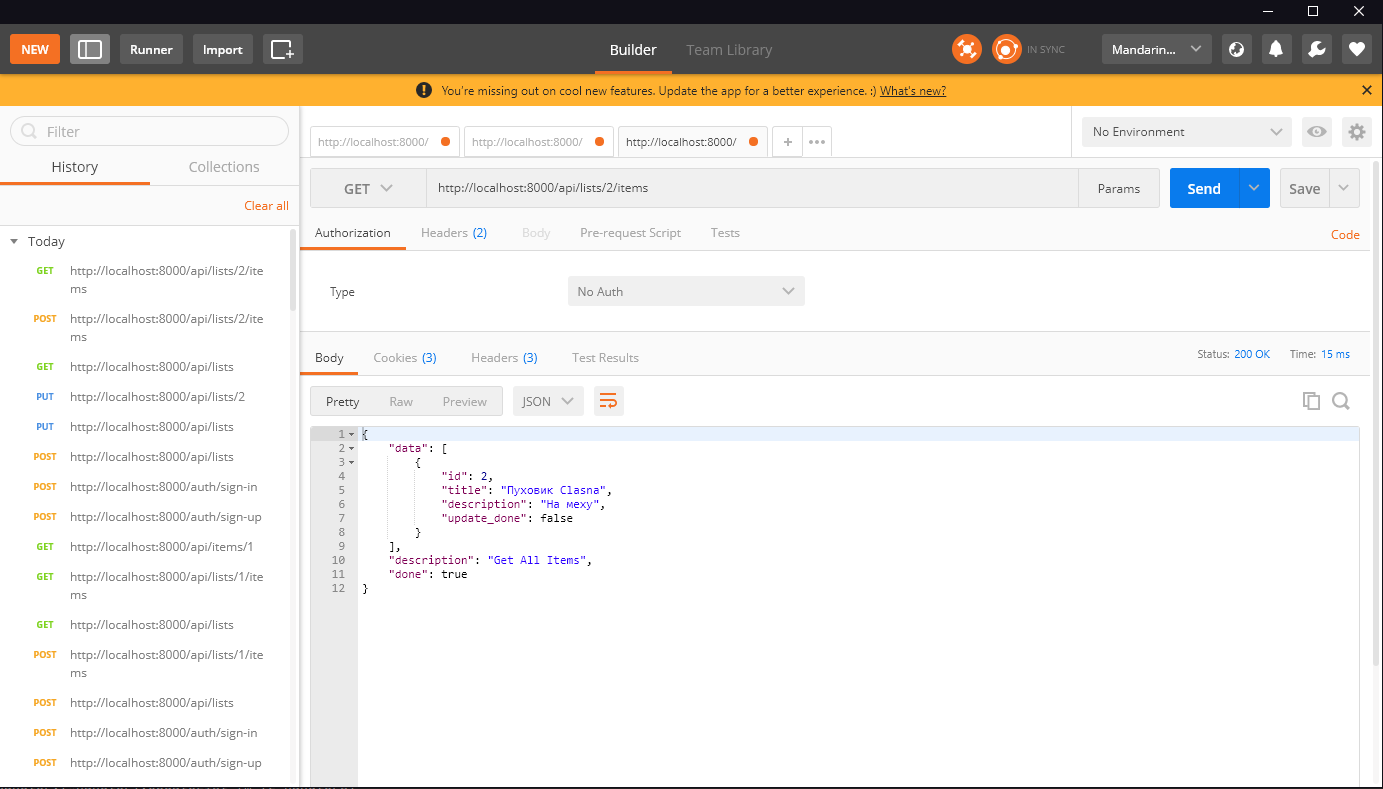 NEW
Runner
Import
Builder
Team Library
IN SYNC
Mandarin...
You're missing out on cool new features. Update the app for a better experience. :) What's new?
Filter
History
Collections
Clear all
Today
GET http://localhost:8000/api/lists/2/ite
ms
POST http://localhost:8000/api/lists/2/ite
ms
GET http://localhost:8000/api/lists
PUT http://localhost:8000/api/lists/2
PUT http://localhost:8000/api/lists
POST http://localhost:8000/api/lists
POST http://localhost:8000/auth/sign-in
POST http://localhost:8000/auth/sign-up
GET http://localhost:8000/api/items/1
GET http://localhost:8000/api/lists/1/ite
ms
GET http://localhost:8000/api/lists
POST http://localhost:8000/api/lists/1/ite
ms
POST http://localhost:8000/api/lists
POST http://localhost:8000/auth/sign-in
POST http://localhost:8000/auth/sign-up
http://localhost:8000/
http://localhost:8000/
http://localhost:8000/
No Environment
GET
http://localhost:8000/api/lists/2/items
Params
Send
Save
Authorization
Headers (2)
Body
Pre-request Script
Tests
Code
Type
No Auth
Body
Cookies (3)
Headers (3)
Test Results
Status: 200 OK
Time: 15 ms
Pretty
Raw
Preview
JSON
1 {
2 "data": [
3 {
4 "id": 2,
5 "title": "Пуховик Clasna",
6 "description": "На меху",
7 "update_done": false
8 }
9 ],
10 "description": "Get All Items",
11 "done": true
12 }